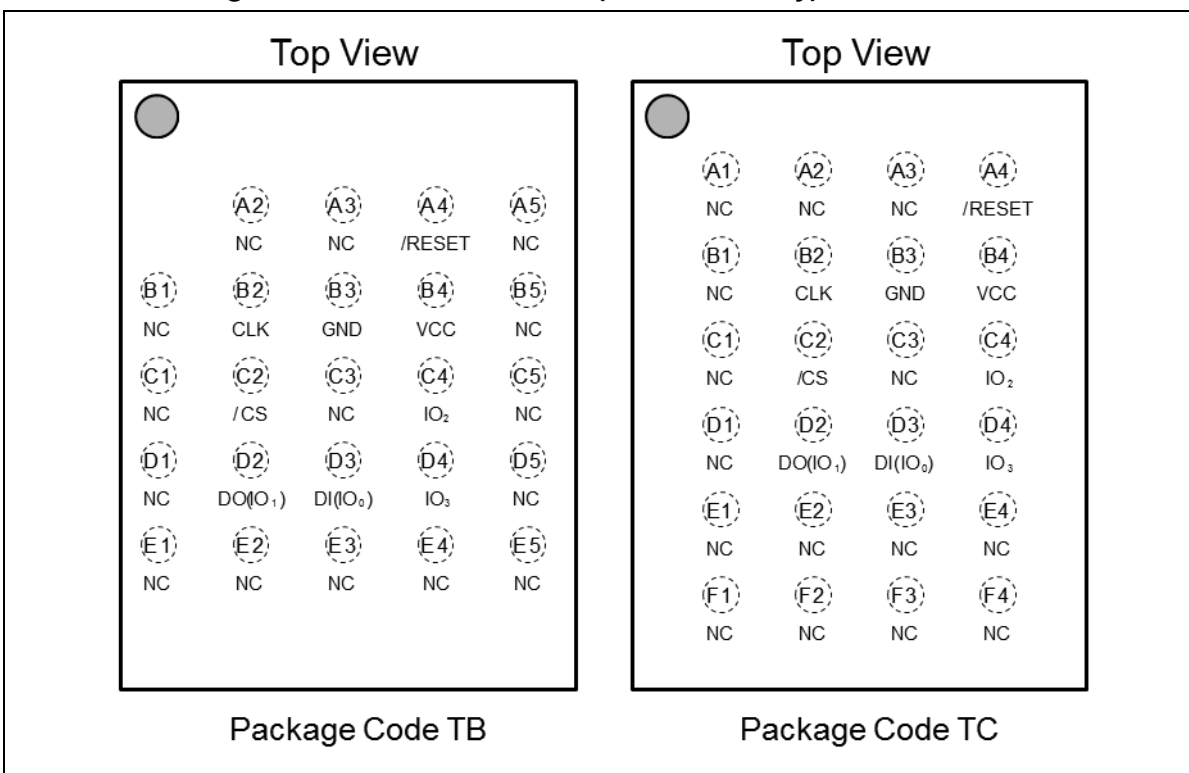 Top View
A2 A3 A4 A5
NC NC /RESET NC
B1 B2 B3 B4 B5
NC CLK GND VCC NC
C1 C2 C3 C4 C5
NC /CS NC IO₂ NC
D1 D2 D3 D4 D5
NC DO(IO₁) DI(IO₀) IO₃ NC
E1 E2 E3 E4 E5
NC NC NC NC NC
Package Code TB
Top View
A1 A2 A3 A4
NC NC NC /RESET
B1 B2 B3 B4
NC CLK GND VCC
C1 C2 C3 C4
NC /CS NC IO₂
D1 D2 D3 D4
NC DO(IO₁) DI(IO₀) IO₃
E1 E2 E3 E4
NC NC NC NC
F1 F2 F3 F4
NC NC NC NC
Package Code TC